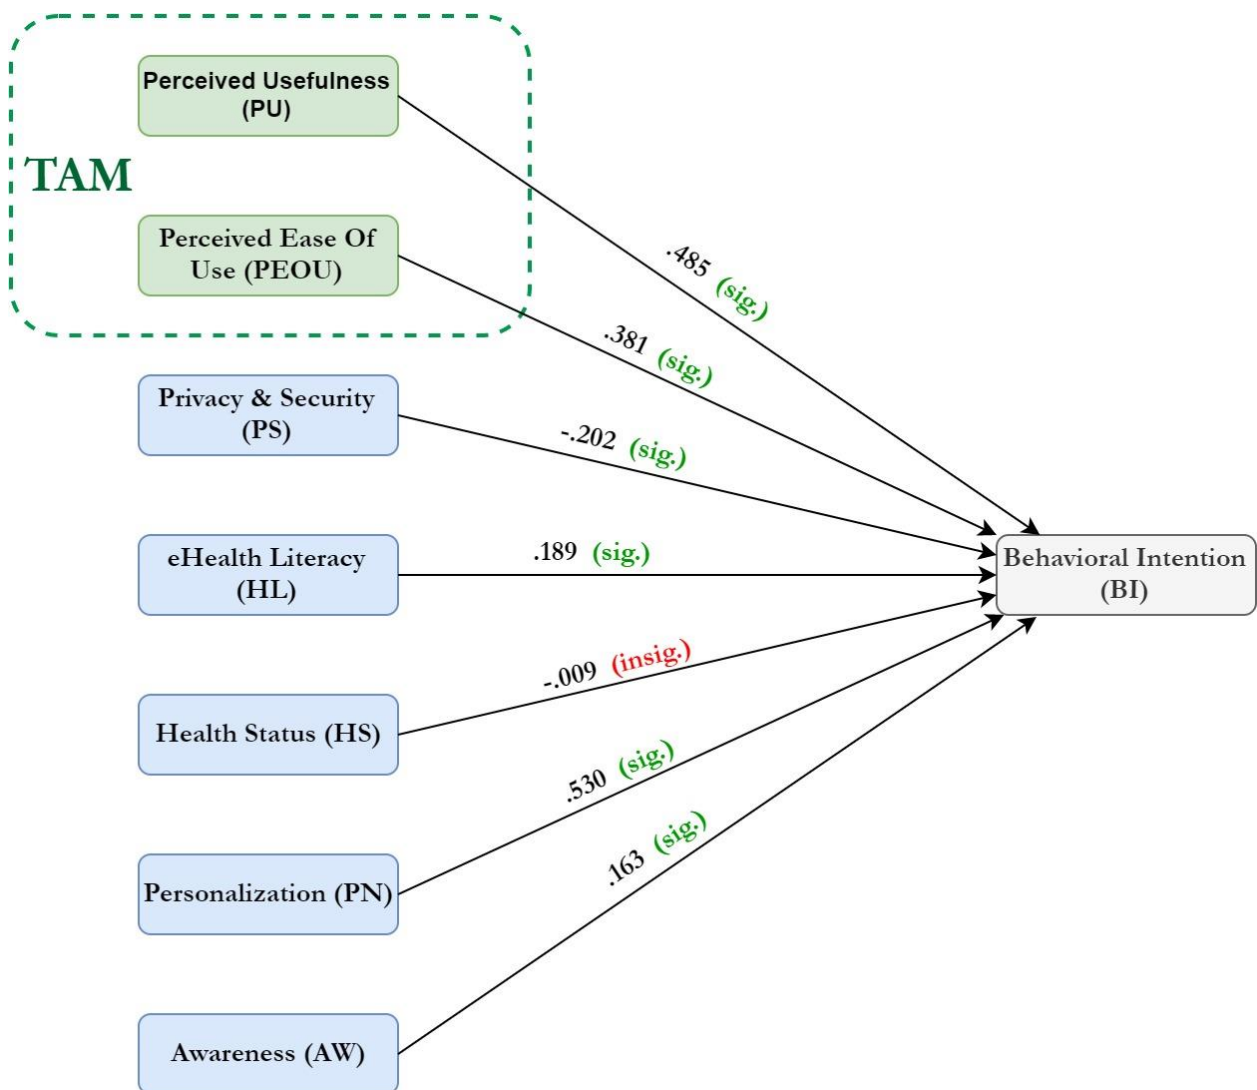 Perceived Usefulness
(PU)
TAM
Perceived Ease Of
Use (PEOU)
.485 (sig.)
.381 (sig.)
Privacy & Security
(PS)
-.202 (sig.)
eHealth Literacy
(HL)
.189 (sig.)
Behavioral Intention
(BI)
-.009 (insig.)
Health Status (HS)
.530 (sig.)
Personalization (PN)
.163 (sig.)
Awareness (AW)